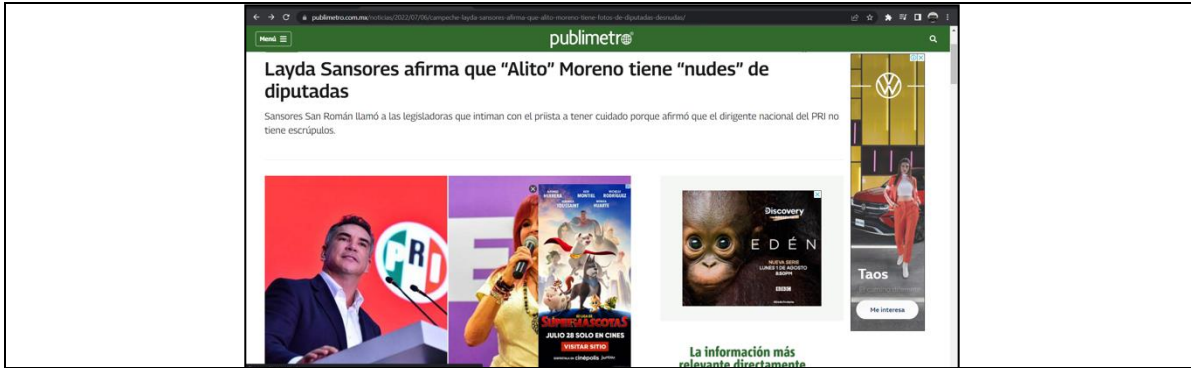 publimetro.com.mx/noticias/2022/07/06/campeche-layda-sansores-afirma-que-alito-moreno-tiene-fotos-de-diputadas-desnudas/
Menú
publimetro
Layda Sansores afirma que “Alito” Moreno tiene “nudes” de
diputadas
Sansores San Román llamó a las legisladoras que intiman con el priista a tener cuidado porque afirmó que el dirigente nacional del PRI no
tiene escrúpulos.
PRI
E
SUPERMASCOTAS
JULIO 28 SOLO EN CINES
VISITAR SITIO
cinépolis
Discovery
EDÉN
NUEVA SERIE
LUNES 1 DE AGOSTO
8:50PM
BBC
Taos
Me interesa
La información más
relevante directamente